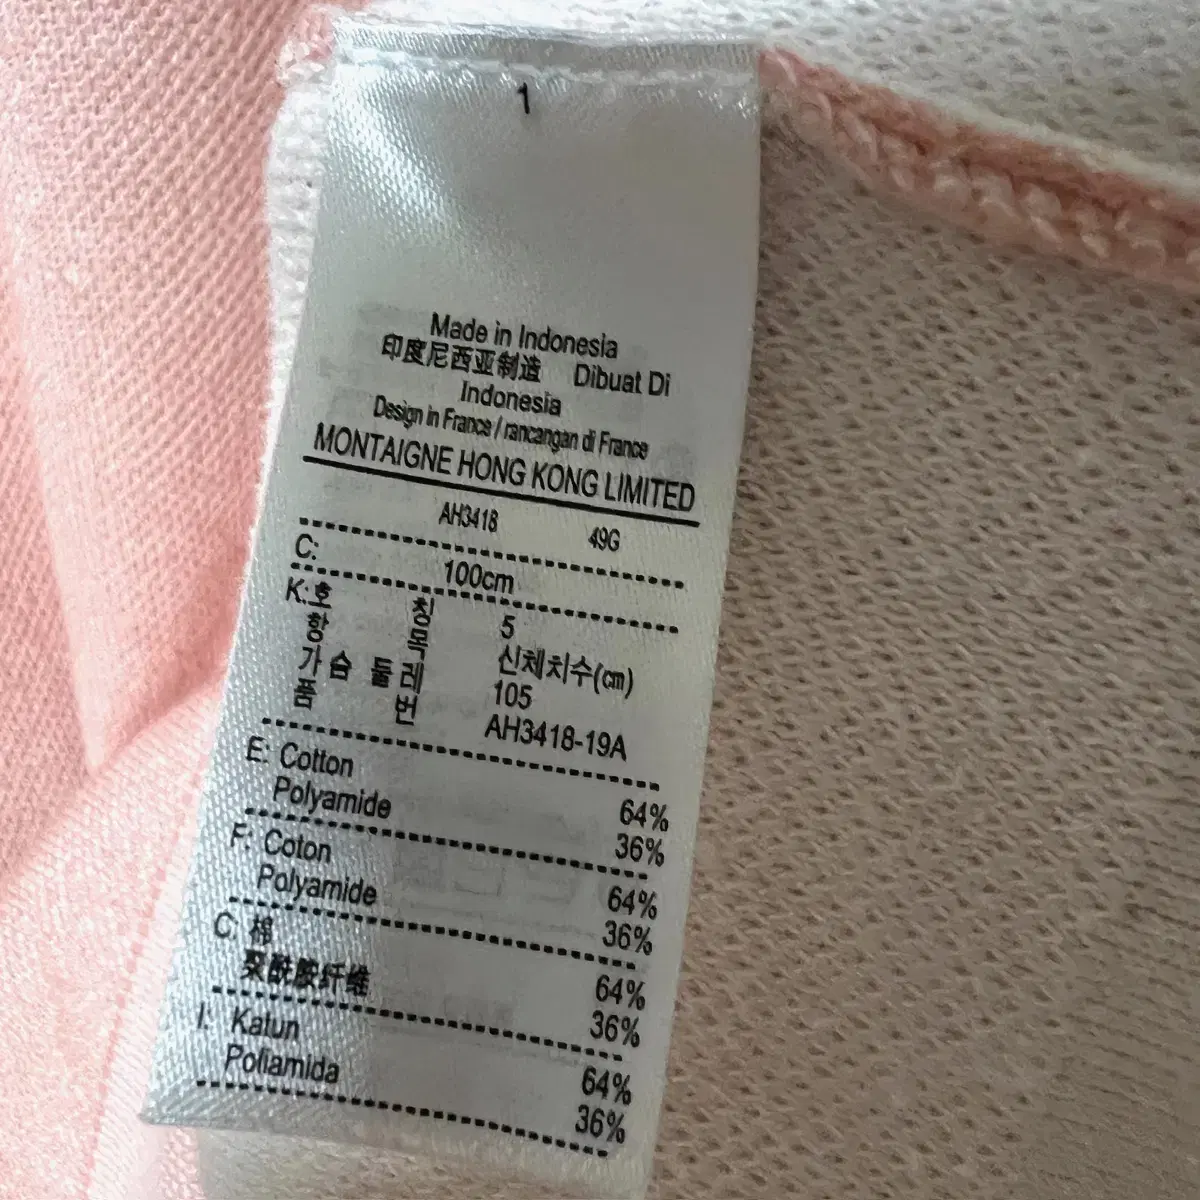 1
Made in Indonesia
印度尼西亚制造 Dibuat Di
Indonesia
Design in France / rancangan di France
MONTAIGNE HONG KONG LIMITED
AH3418 49G
C: 100cm
K:호 칭 5
항 목 신체치수(㎝)
가슴 둘레 105
품 번 AH3418-19A
E: Cotton 64%
Polyamide 36%
F: Coton 64%
Polyamide 36%
C: 棉 64%
聚酰胺纤维 36%
I: Katun 64%
Poliamida 36%